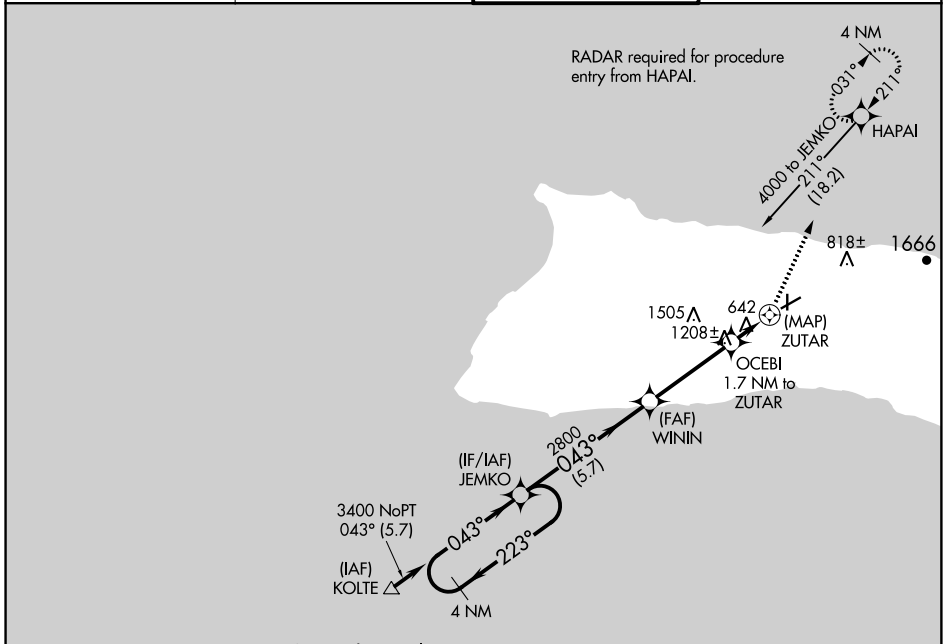 4 NM
RADAR required for procedure
entry from HAPAI.
031°
211°
HAPAI
4000 to JEMKO
211°
(18.2)
818±
1666
1505
642
1208±
(MAP)
ZUTAR
OCEBI
1.7 NM to
ZUTAR
(FAF)
WININ
2800
043°
(5.7)
(IF/IAF)
JEMKO
3400 NoPT
043° (5.7)
043°
223°
(IAF)
KOLTE
4 NM